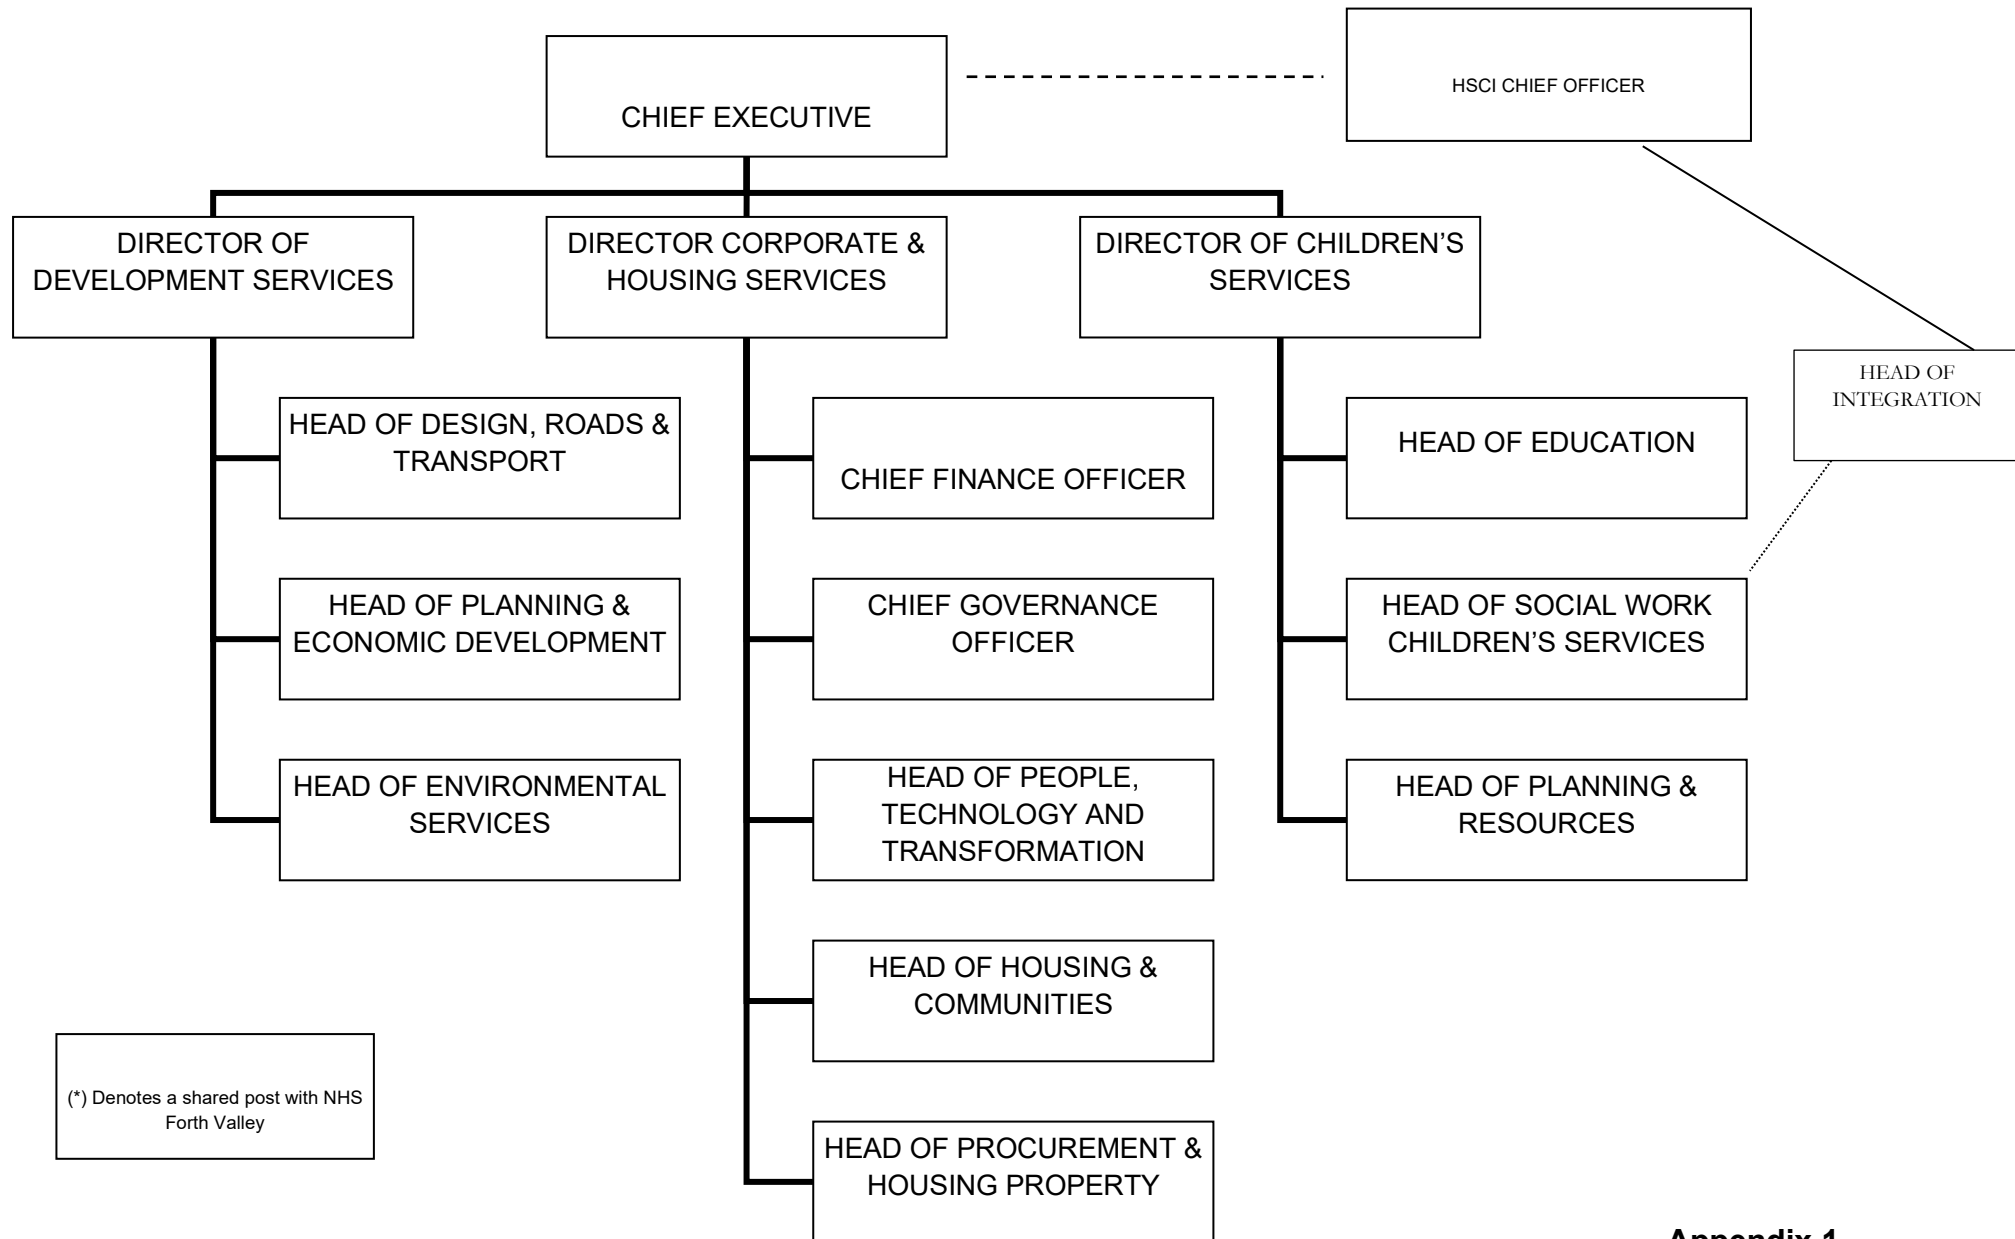 CHIEF EXECUTIVE
HSCI CHIEF OFFICER
DIRECTOR OF
DEVELOPMENT SERVICES
DIRECTOR CORPORATE &
HOUSING SERVICES
DIRECTOR OF CHILDREN’S
SERVICES
HEAD OF
INTEGRATION
HEAD OF DESIGN, ROADS &
TRANSPORT
CHIEF FINANCE OFFICER
HEAD OF EDUCATION
HEAD OF PLANNING &
ECONOMIC DEVELOPMENT
CHIEF GOVERNANCE
OFFICER
HEAD OF SOCIAL WORK
CHILDREN’S SERVICES
HEAD OF ENVIRONMENTAL
SERVICES
HEAD OF PEOPLE,
TECHNOLOGY AND
TRANSFORMATION
HEAD OF PLANNING &
RESOURCES
HEAD OF HOUSING &
COMMUNITIES
(*) Denotes a shared post with NHS
Forth Valley
HEAD OF PROCUREMENT &
HOUSING PROPERTY
Appendix 1